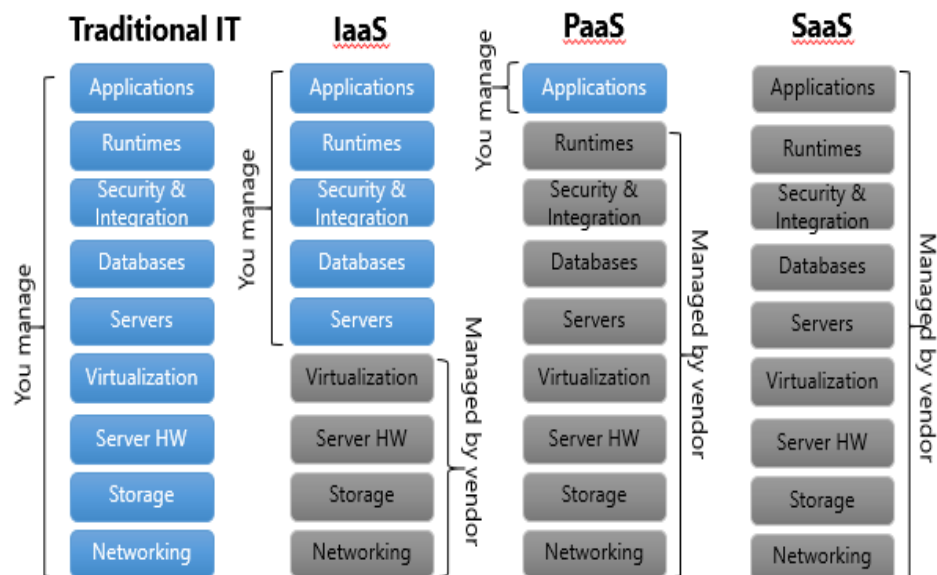 Traditional IT
IaaS
PaaS
SaaS
You manage
Applications
Runtimes
Security &
Integration
Databases
Servers
Virtualization
Server HW
Storage
Networking
You manage
Applications
Runtimes
Security &
Integration
Databases
Servers
Virtualization
Server HW
Storage
Networking
Managed by vendor
You manage
Applications
Runtimes
Security &
Integration
Databases
Servers
Virtualization
Server HW
Storage
Networking
Managed by vendor
Applications
Runtimes
Security &
Integration
Databases
Servers
Virtualization
Server HW
Storage
Networking
Managed by vendor